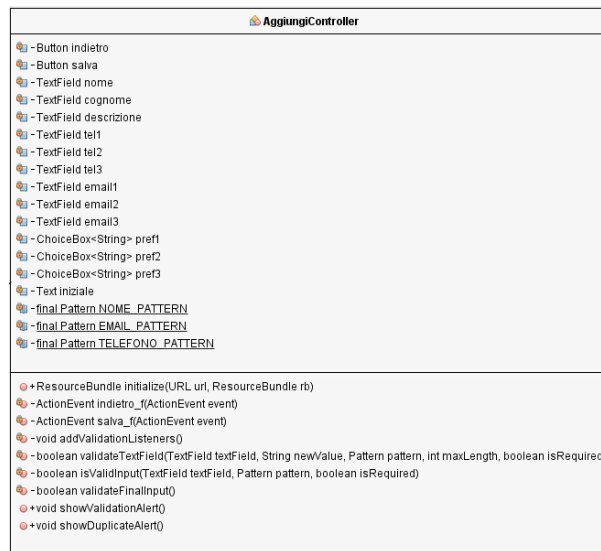 AggiungiController
-Button indietro
-Button salva
-TextField nome
-TextField cognome
-TextField descrizione
-TextField tel1
-TextField tel2
-TextField tel3
-TextField email1
-TextField email2
-TextField email3
-ChoiceBox<String> pref1
-ChoiceBox<String> pref2
-ChoiceBox<String> pref3
-Text iniziale
-final Pattern NOME_PATTERN
-final Pattern EMAIL_PATTERN
-final Pattern TELEFONO_PATTERN
+ResourceBundle initialize(URL url, ResourceBundle rb)
-ActionEvent indietro_f(ActionEvent event)
-ActionEvent salva_f(ActionEvent event)
-void addValidationListeners()
-boolean validateTextField(TextField textField, String newValue, Pattern pattern, int maxLength, boolean isRequired
-boolean isValidInput(TextField textField, Pattern pattern, boolean isRequired)
-boolean validateFinalInput()
+void showValidationAlert()
+void showDuplicateAlert()